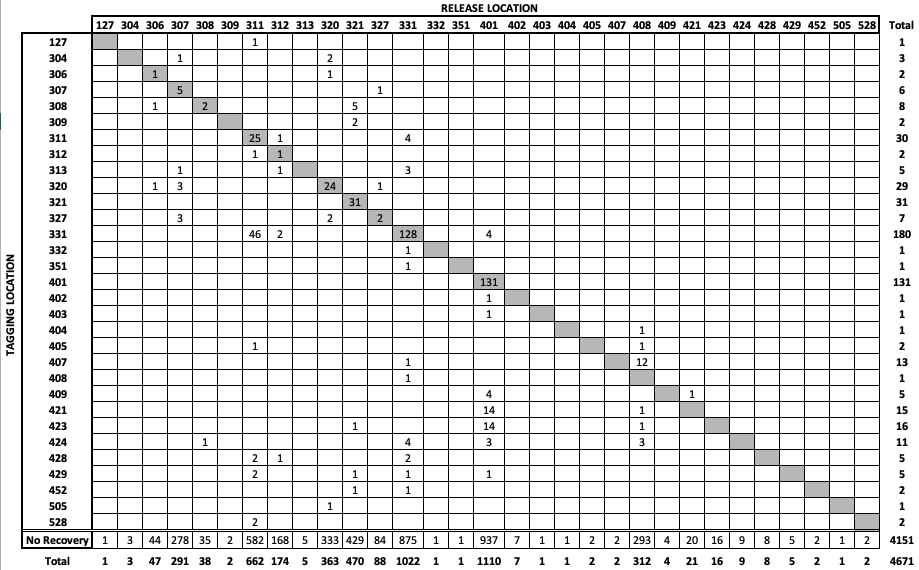 RELEASE LOCATION
127 304 306 307 308 309 311 312 313 320 321 327 331 332 351 401 402 403 404 405 407 408 409 421 423 424 428 429 452 505 528 Total
TAGGING LOCATION
127 1 1
304 1 2 3
306 1 1 2
307 5 1 6
308 1 2 5 8
309 2 2
311 25 1 4 30
312 1 1 2
313 1 1 3 5
320 1 3 24 1 29
321 31 31
327 3 2 2 7
331 46 2 128 4 180
332 1 1
351 1 1
401 131 131
402 1 1
403 1 1
404 1 1
405 1 1 2
407 1 12 13
408 1 1
409 4 1 5
421 14 1 15
423 1 14 1 16
424 1 4 3 3 11
428 2 1 2 5
429 2 1 1 1 5
452 1 1 2
505 1 1
528 2 2
No Recovery 1 3 44 278 35 2 582 168 5 333 429 84 875 1 1 937 7 1 1 2 2 293 4 20 16 9 8 5 2 1 2 4151
Total 1 3 47 291 38 2 662 174 5 363 470 88 1022 1 1 1110 7 1 1 2 2 312 4 21 16 9 8 5 2 1 2 4671